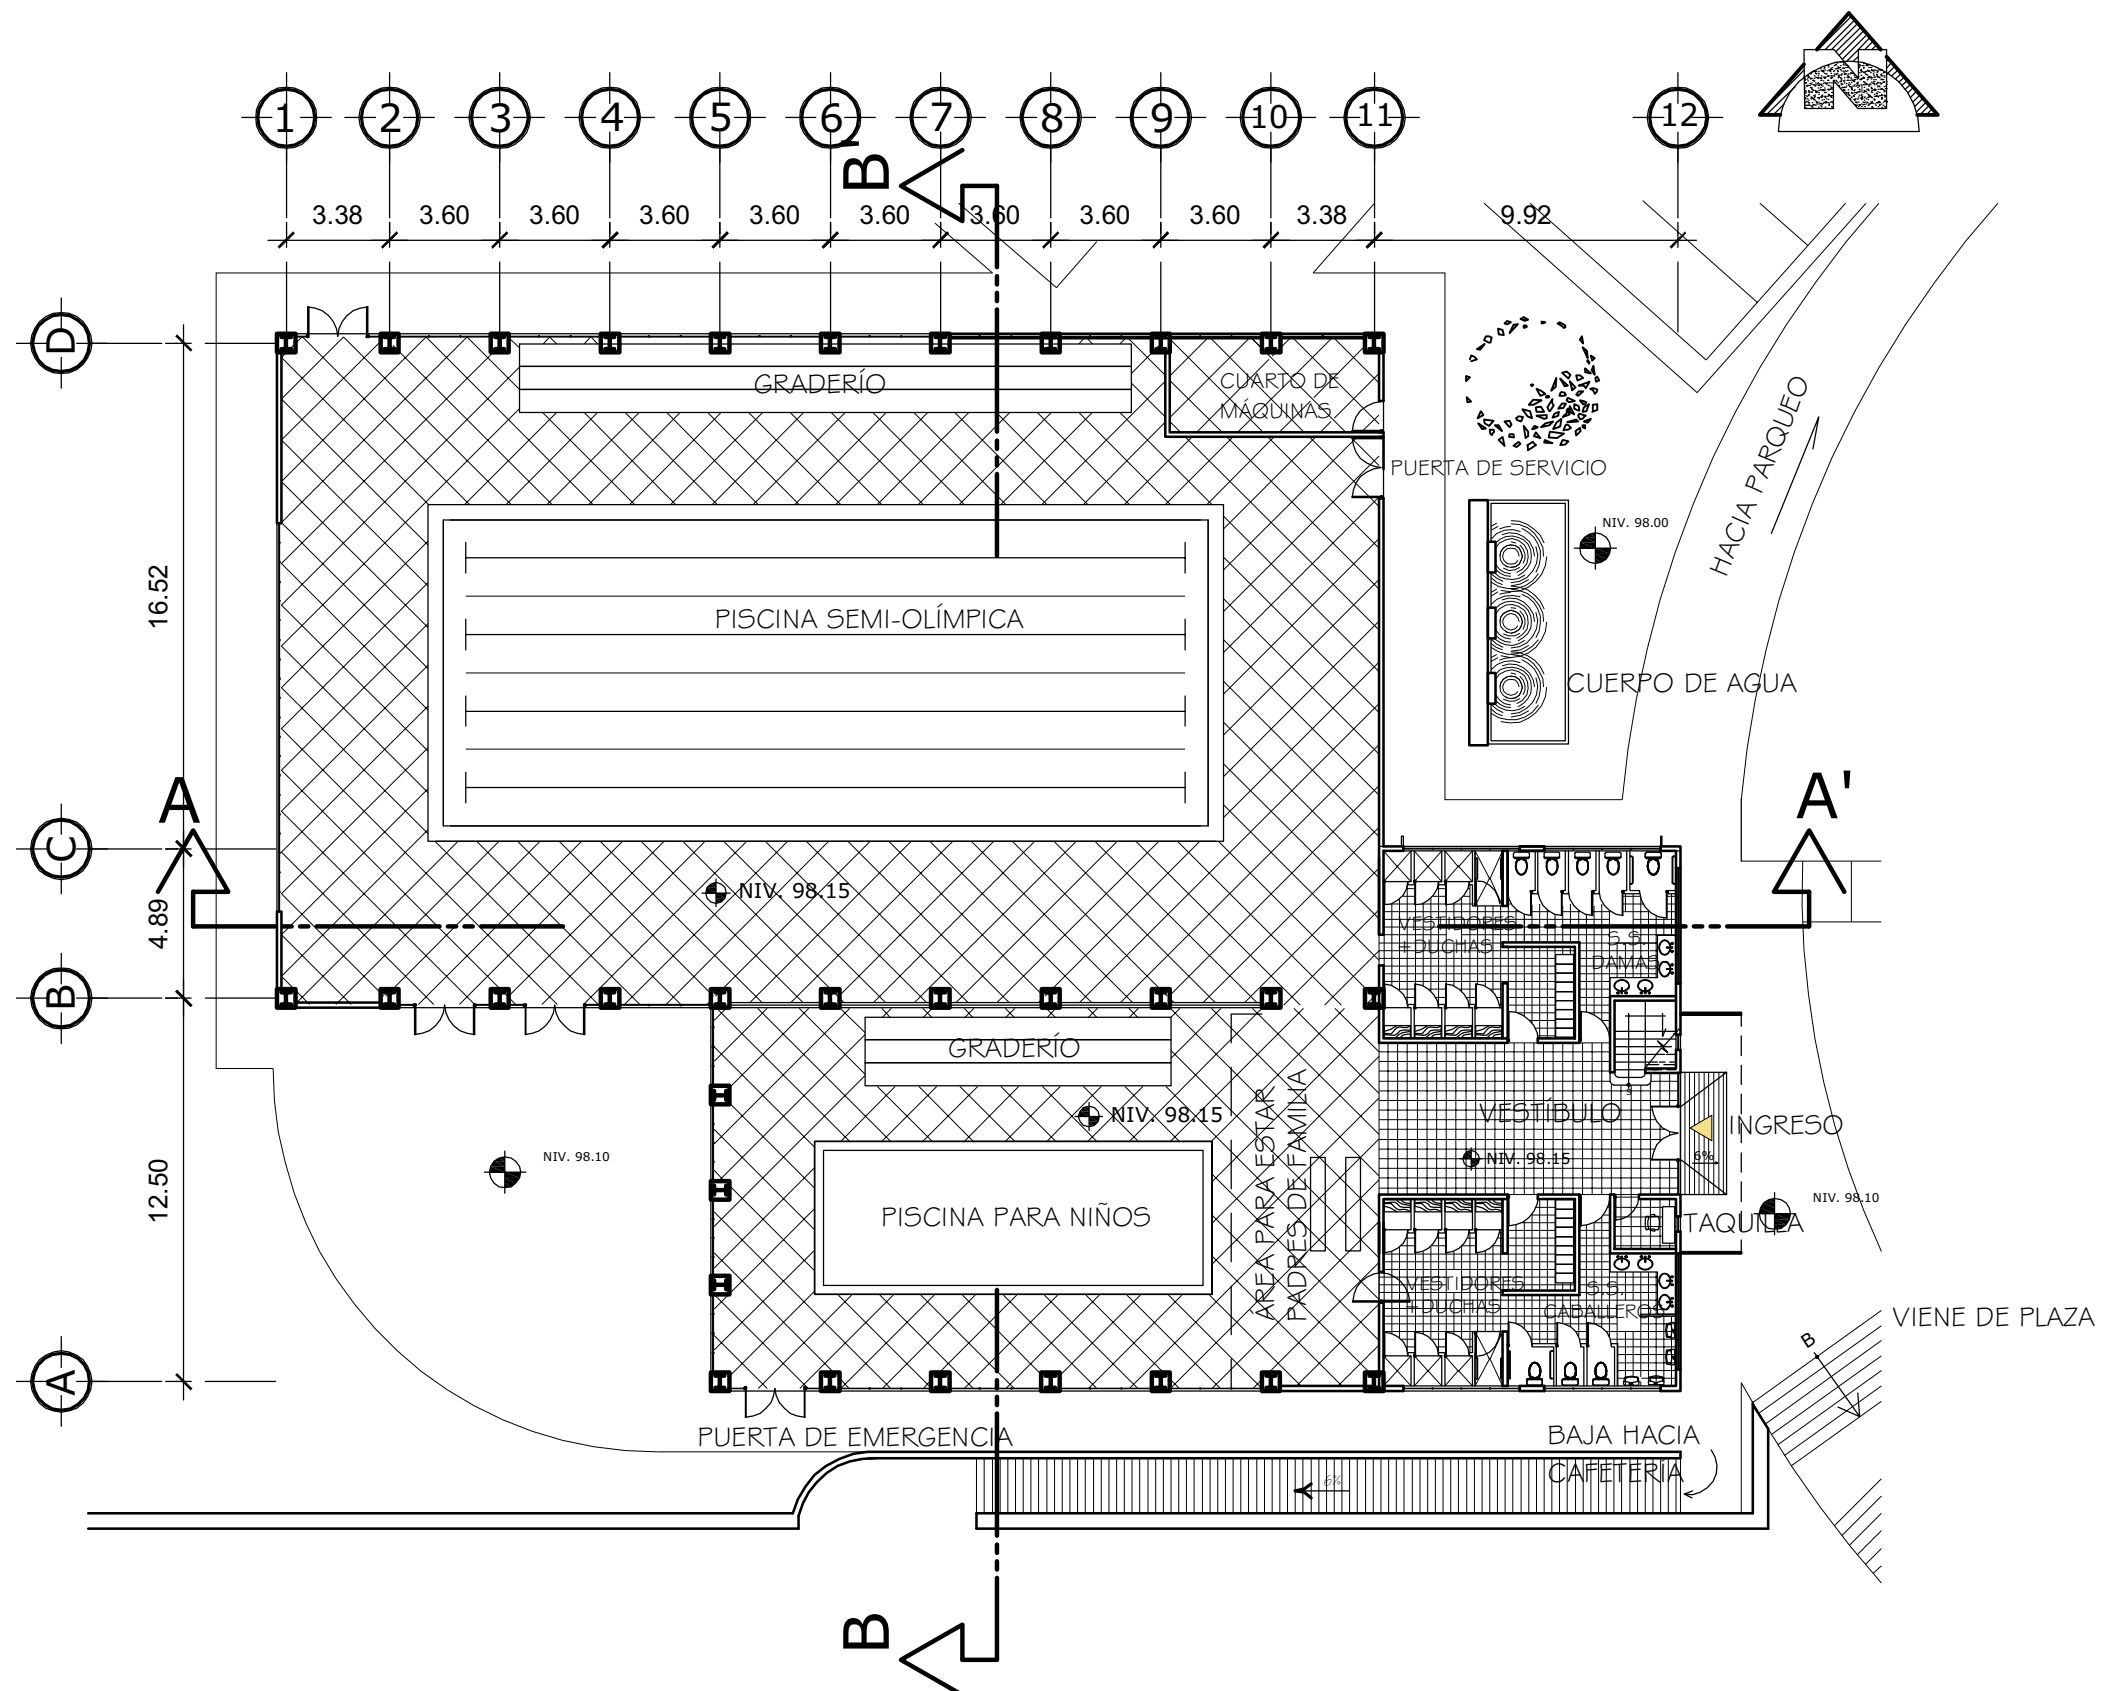 N
1 2 3 4 5 6 7 8 9 10 11 12
B'
3.38 3.60 3.60 3.60 3.60 3.60 3.60 3.60 3.60 3.38 9.92
D
GRADERÍO
CUARTO DE
MÁQUINAS
HACIA PARQUEO
PUERTA DE SERVICIO
NIV. 98.00
16.52
PISCINA SEMI-OLÍMPICA
CUERPO DE AGUA
A
A'
C
4.89
NIV. 98.15
VESTIDORES
+DUCHAS
S.S.
DAMAS
B
GRADERÍO
ÁREA PARA ESTAR
PADRES DE FAMILIA
NIV. 98.15
VESTÍBULO
S
INGRESO
6%
NIV. 98.15
NIV. 98.10
12.50
NIV. 98.10
PISCINA PARA NIÑOS
TAQUILLA
VESTIDORES
+DUCHAS
S.S.
CABALLEROS
VIENE DE PLAZA
B
A
PUERTA DE EMERGENCIA
BAJA HACIA
CAFETERÍA
6%
B